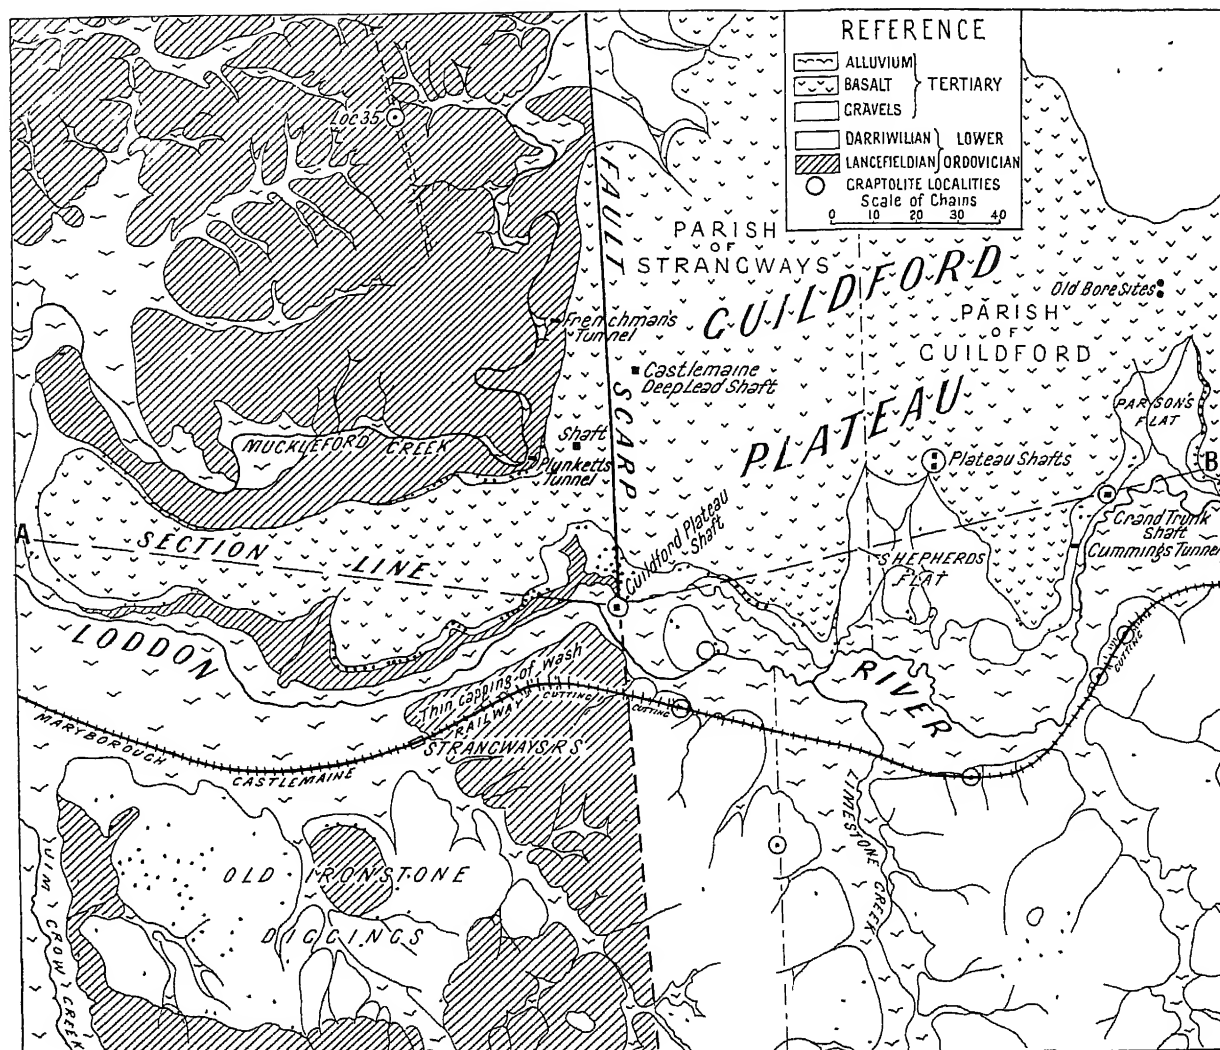 REFERENCE
ALLUVIUM
BASALT
TERTIARY
GRAVELS
DARRIWILIAN
LOWER
LANCEFIELDIAN
ORDOVICIAN
GRAPTOLITE LOCALITIES
Scale of Chains
0 10 20 30 40
Loc 35
FAULT SCARP
PARISH
OF
STRANGWAYS
GUILDFORD
PLATEAU
Old Bore Sites
PARISH
OF
GUILDFORD
Frenchman's
Tunnel
Castlemaine
Deep Lead Shaft
PARSON'S
FLAT
MUCKLEFORD CREEK
Shaft
Plunketts
Tunnel
Plateau Shafts
B
A
SECTION LINE
Guildford Plateau
Shaft
Grand Trunk
Shaft
Cummings Tunnel
SHEPHERDS
FLAT
LODDON
RIVER
Thin capping of wash
RAILWAY
CUTTING
CUTTING
CUTTING
STRANGWAYS R S
MARYBOROUGH
CASTLEMAINE
LIMESTONE
CREEK
OLD IRONSTONE
DIGGINGS
JIM CROW CREEK